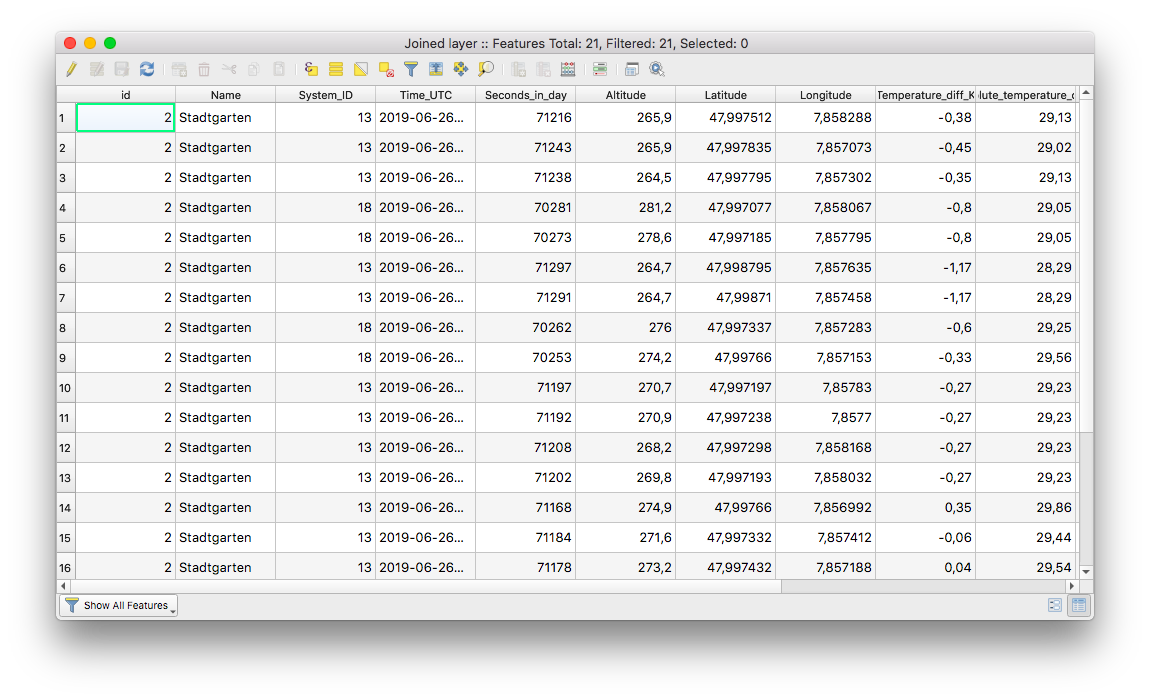 Joined layer :: Features Total: 21, Filtered: 21, Selected: 0
id Name System_ID Time_UTC Seconds_in_day Altitude Latitude Longitude Temperature_diff_K lute_temperature_
1 2 Stadtgarten 13 2019-06-26... 71216 265,9 47,997512 7,858288 -0,38 29,13
2 2 Stadtgarten 13 2019-06-26... 71243 265,9 47,997835 7,857073 -0,45 29,02
3 2 Stadtgarten 13 2019-06-26... 71238 264,5 47,997795 7,857302 -0,35 29,13
4 2 Stadtgarten 18 2019-06-26... 70281 281,2 47,997077 7,858067 -0,8 29,05
5 2 Stadtgarten 18 2019-06-26... 70273 278,6 47,997185 7,857795 -0,8 29,05
6 2 Stadtgarten 13 2019-06-26... 71297 264,7 47,998795 7,857635 -1,17 28,29
7 2 Stadtgarten 13 2019-06-26... 71291 264,7 47,99871 7,857458 -1,17 28,29
8 2 Stadtgarten 18 2019-06-26... 70262 276 47,997337 7,857283 -0,6 29,25
9 2 Stadtgarten 18 2019-06-26... 70253 274,2 47,99766 7,857153 -0,33 29,56
10 2 Stadtgarten 13 2019-06-26... 71197 270,7 47,997197 7,85783 -0,27 29,23
11 2 Stadtgarten 13 2019-06-26... 71192 270,9 47,997238 7,8577 -0,27 29,23
12 2 Stadtgarten 13 2019-06-26... 71208 268,2 47,997298 7,858168 -0,27 29,23
13 2 Stadtgarten 13 2019-06-26... 71202 269,8 47,997193 7,858032 -0,27 29,23
14 2 Stadtgarten 13 2019-06-26... 71168 274,9 47,99766 7,856992 0,35 29,86
15 2 Stadtgarten 13 2019-06-26... 71184 271,6 47,997332 7,857412 -0,06 29,44
16 2 Stadtgarten 13 2019-06-26... 71178 273,2 47,997432 7,857188 0,04 29,54
Show All Features